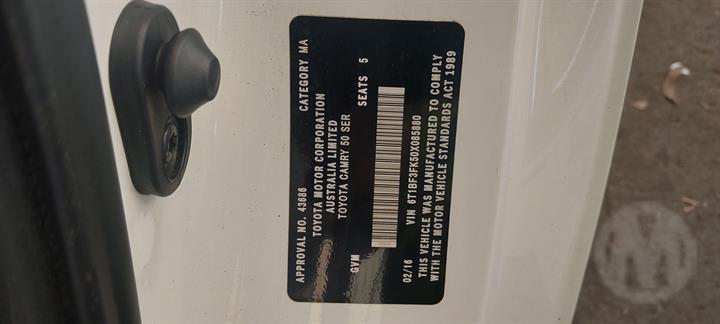 APPROVAL NO. 43686 CATEGORY MA
TOYOTA MOTOR CORPORATION
AUSTRALIA LIMITED
TOYOTA CAMRY 50 SER
GVM SEATS 5
02/16 VIN 6T1BF3FK50X085880
THIS VEHICLE WAS MANUFACTURED TO COMPLY
WITH THE MOTOR VEHICLE STANDARDS ACT 1989
M